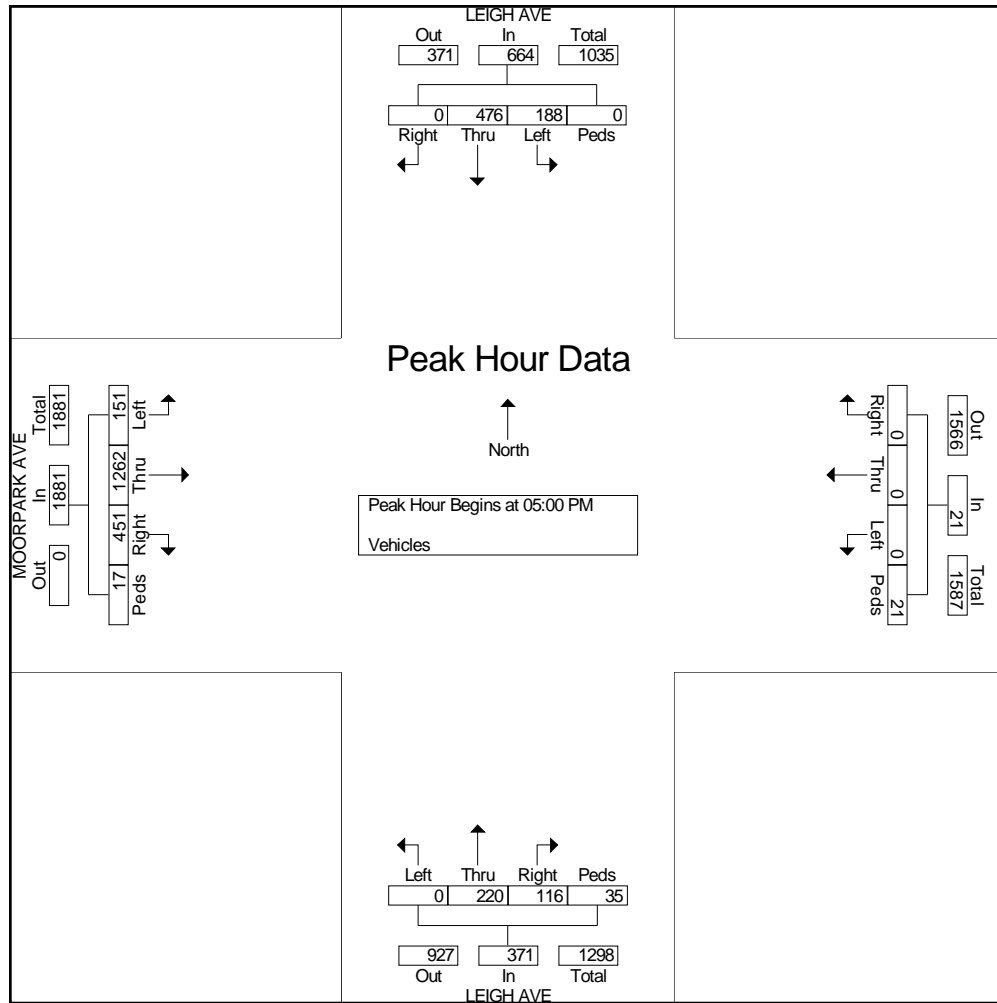 LEIGH AVE
Out In Total
371 664 1035
0 476 188 0
Right Thru Left Peds
Peak Hour Data
North
Peak Hour Begins at 05:00 PM
Vehicles
MOORPARK AVE
Out In Total
0 1881 1881
151 1262 451 17
Left Thru Right Peds
Out In Total
1566 21 1587
0 0 0 21
Right Thru Left Peds
Left Thru Right Peds
0 220 116 35
927 371 1298
Out In Total
LEIGH AVE